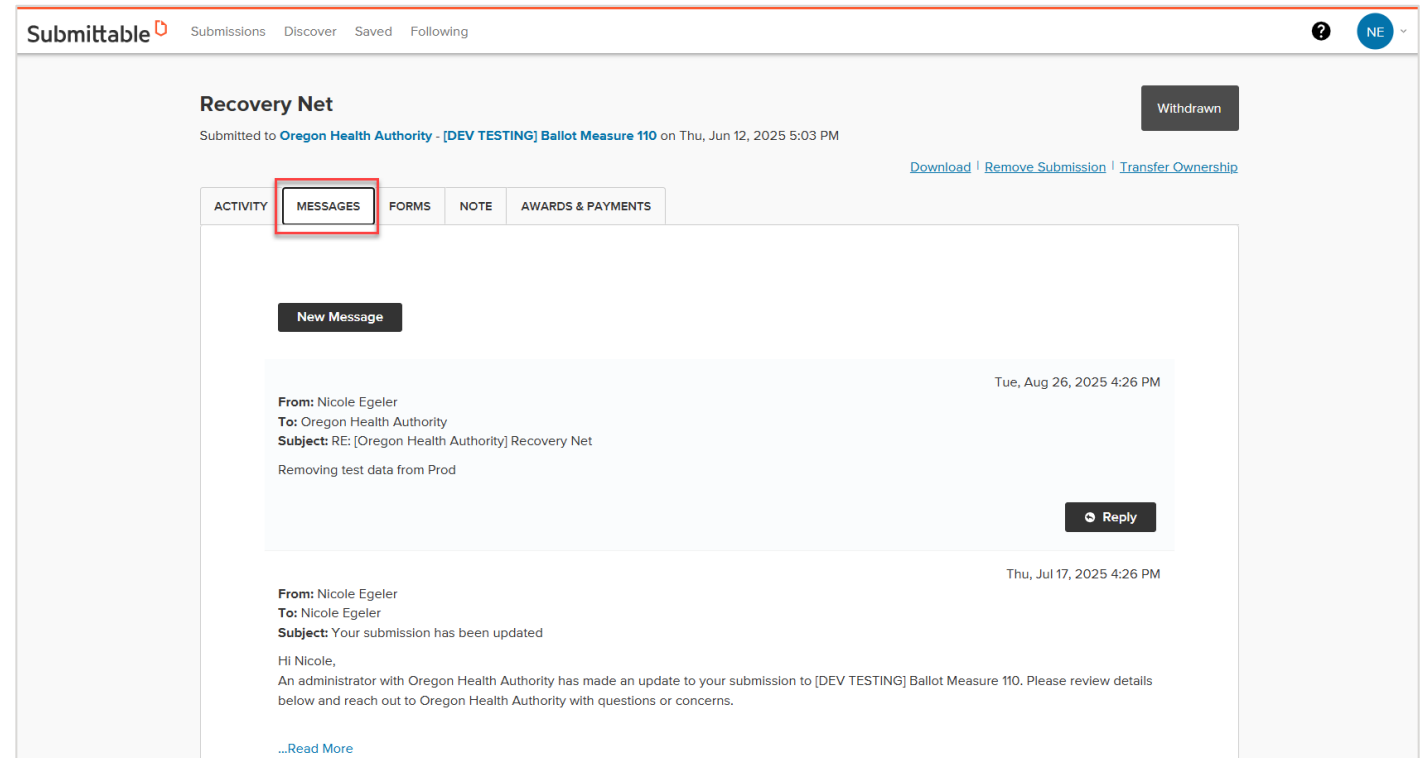 Submittable Submissions Discover Saved Following ? NE
Recovery Net
Withdrawn
Submitted to Oregon Health Authority - [DEV TESTING] Ballot Measure 110 on Thu, Jun 12, 2025 5:03 PM
Download | Remove Submission | Transfer Ownership
ACTIVITY MESSAGES FORMS NOTE AWARDS & PAYMENTS
New Message
Tue, Aug 26, 2025 4:26 PM
From: Nicole Egeler
To: Oregon Health Authority
Subject: RE: [Oregon Health Authority] Recovery Net
Removing test data from Prod
Reply
Thu, Jul 17, 2025 4:26 PM
From: Nicole Egeler
To: Nicole Egeler
Subject: Your submission has been updated
Hi Nicole,
An administrator with Oregon Health Authority has made an update to your submission to [DEV TESTING] Ballot Measure 110. Please review details
below and reach out to Oregon Health Authority with questions or concerns.
...Read More